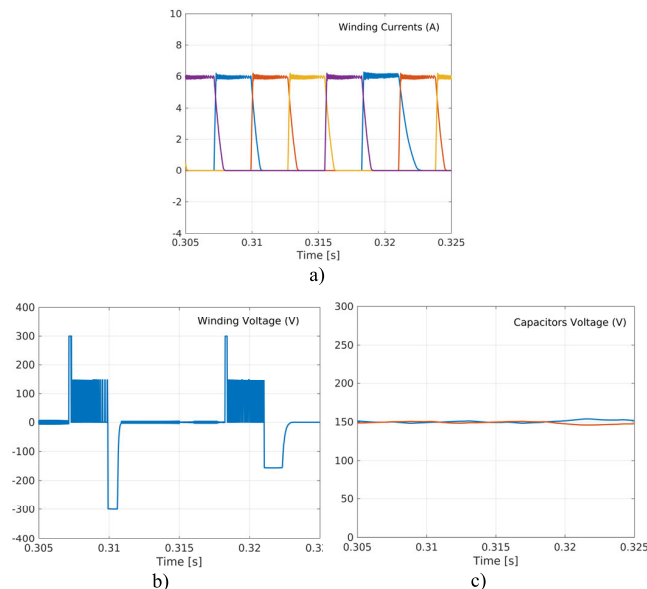 10
8
6
4
2
0
-2
-4
Winding Currents (A)
0.305 0.31 0.315 0.32 0.325
Time [s]
a)
400
300
200
100
0
-100
-200
-300
-400
Winding Voltage (V)
0.305 0.31 0.315 0.32
Time [s]
b)
300
250
200
150
100
50
0
Capacitors Voltage (V)
0.305 0.31 0.315 0.32 0.325
Time [s]
c)